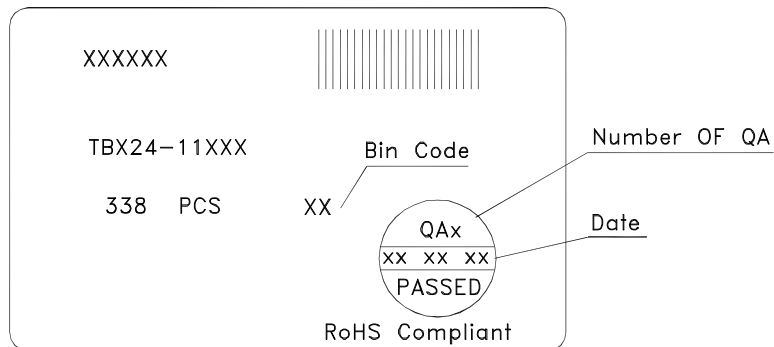 XXXXXX
TBX24-11XXX
Bin Code
Number OF QA
338 PCS
XX
QAx
Date
xx xx xx
PASSED
RoHS Compliant